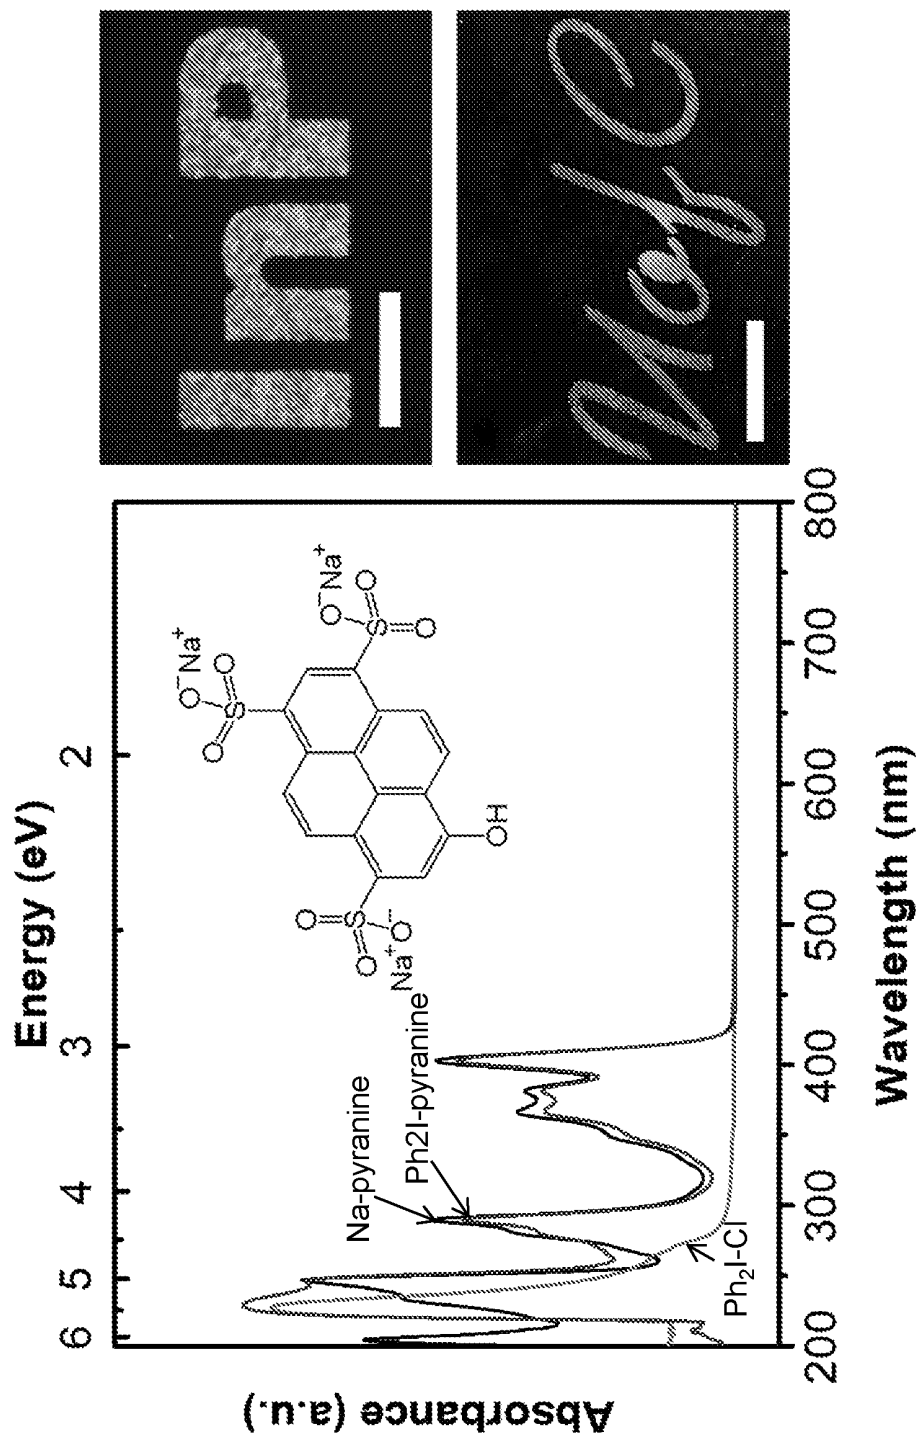 Energy (eV)
6 5 4 3 2
Absorbance (a.u.)
Na-pyranine
Ph2I-pyranine
Ph₂I-Cl
O⁻Na⁺
O
O
S
O⁻Na⁺
O
O
S
O
O
S
O⁻
Na⁺
OH
200 300 400 500 600 700 800
Wavelength (nm)
InP